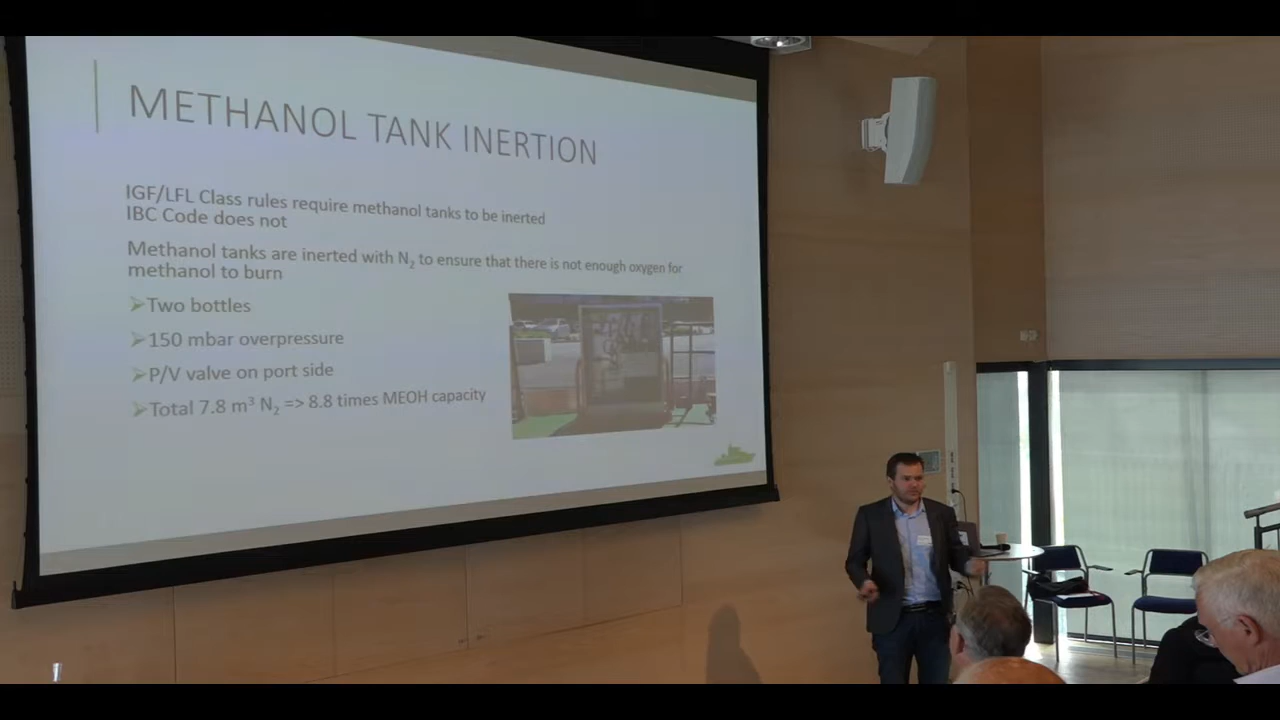 METHANOL TANK INERTION
IGF/LFL Class rules require methanol tanks to be inerted
IBC Code does not
Methanol tanks are inerted with N₂ to ensure that there is not enough oxygen for
methanol to burn
Two bottles
150 mbar overpressure
P/V valve on port side
Total 7.8 m³ N₂ => 8.8 times MEOH capacity